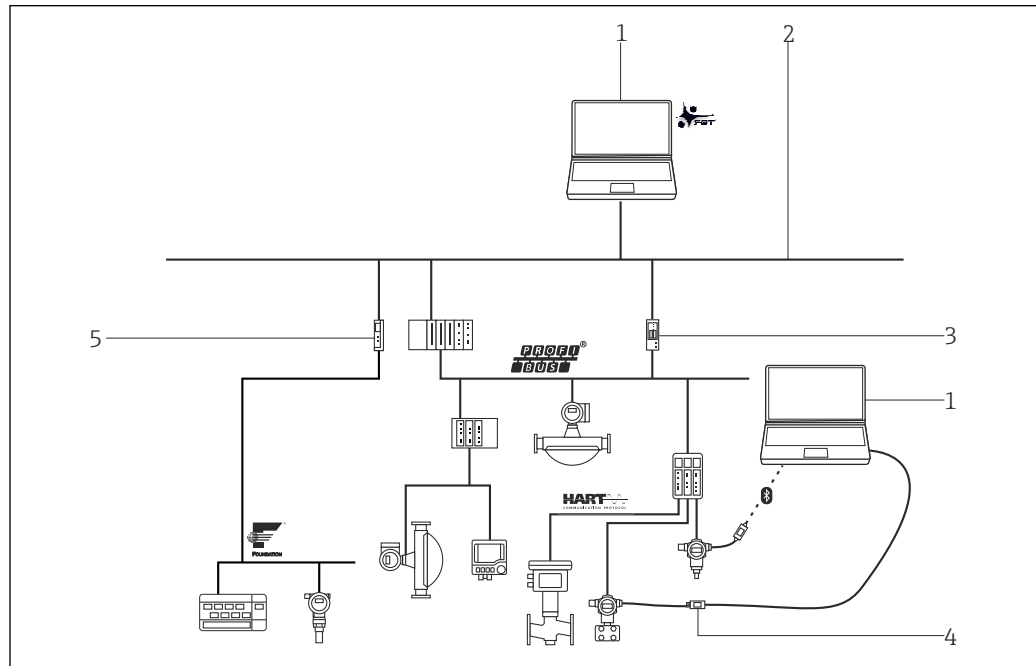 1
2
FDT
5
3
PROFI®
BUS
1
HART
COMMUNICATION PROTOCOL
FOUNDATION
4